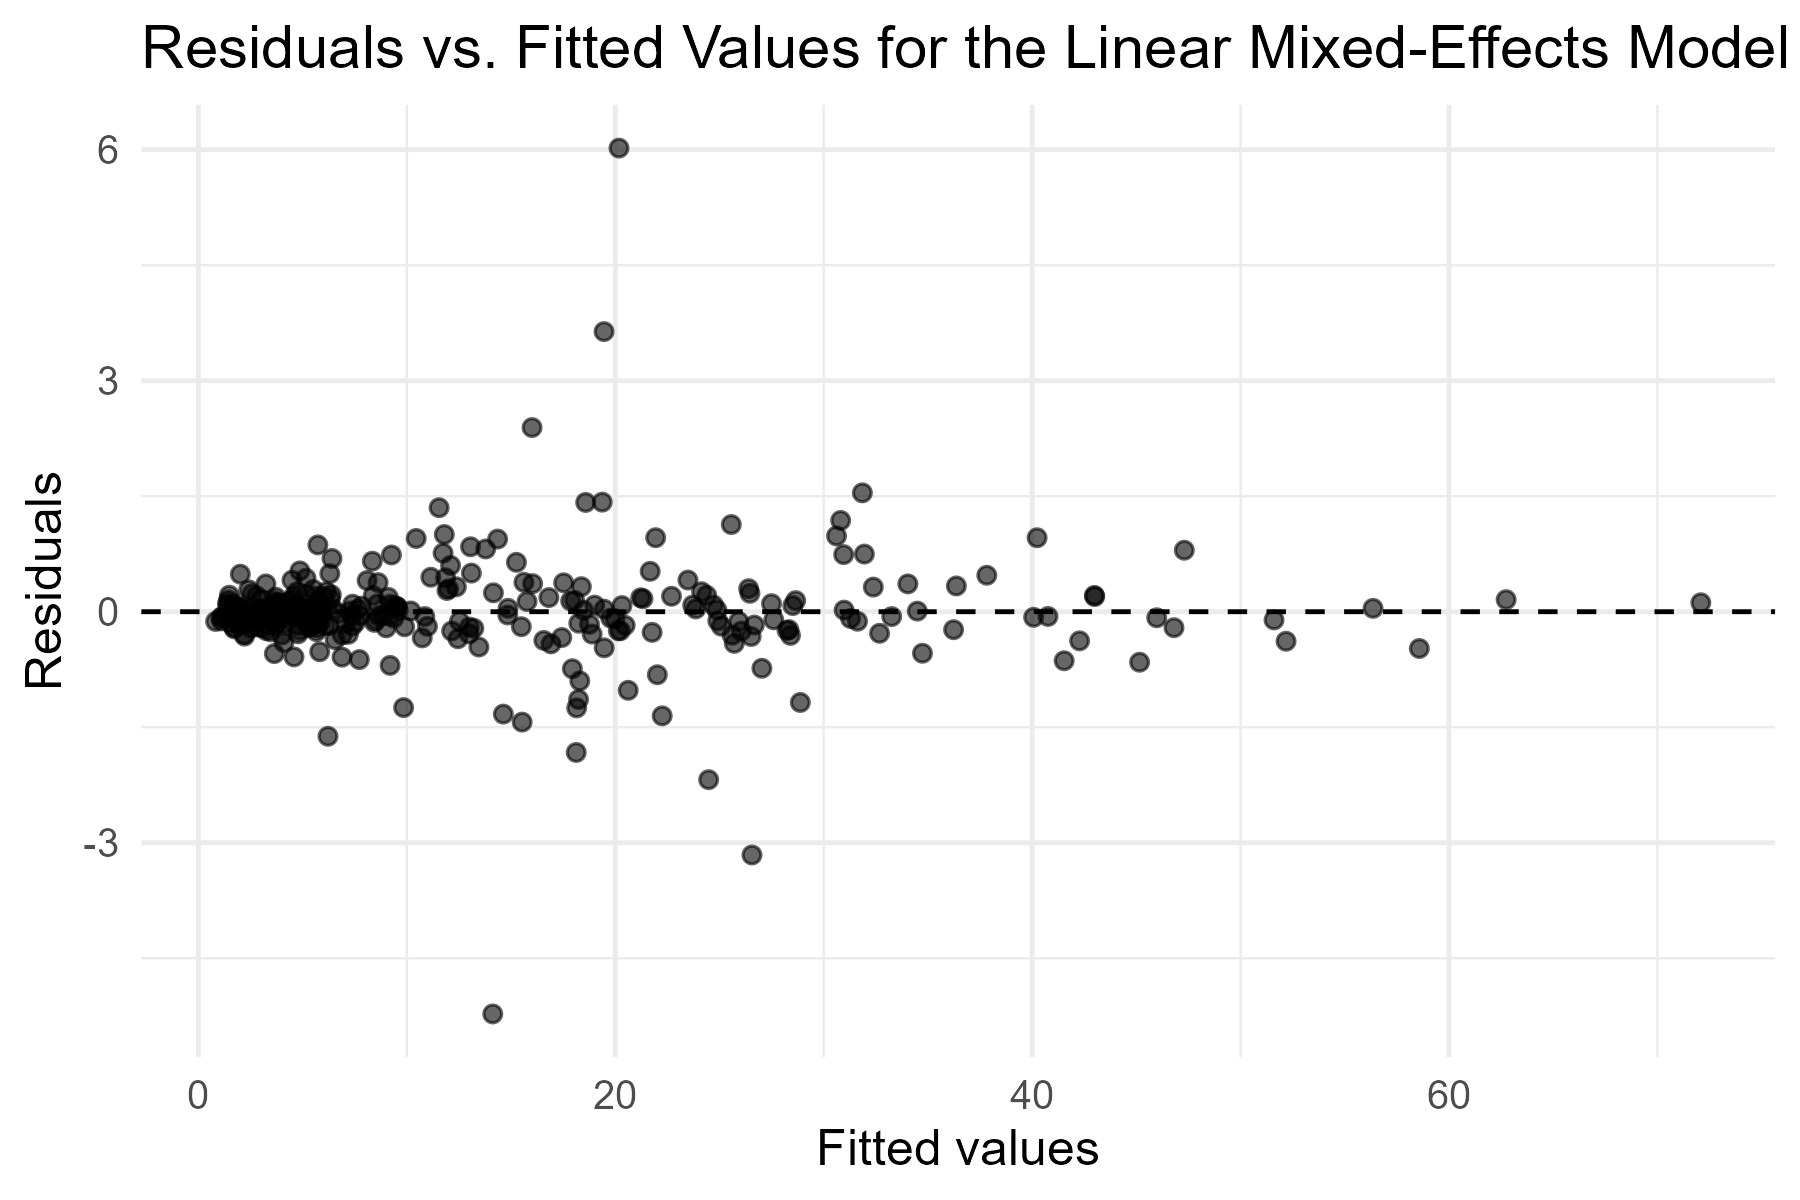 Residuals vs. Fitted Values for the Linear Mixed-Effects Model
6
3
0
-3
Residuals
0
20
40
60
Fitted values